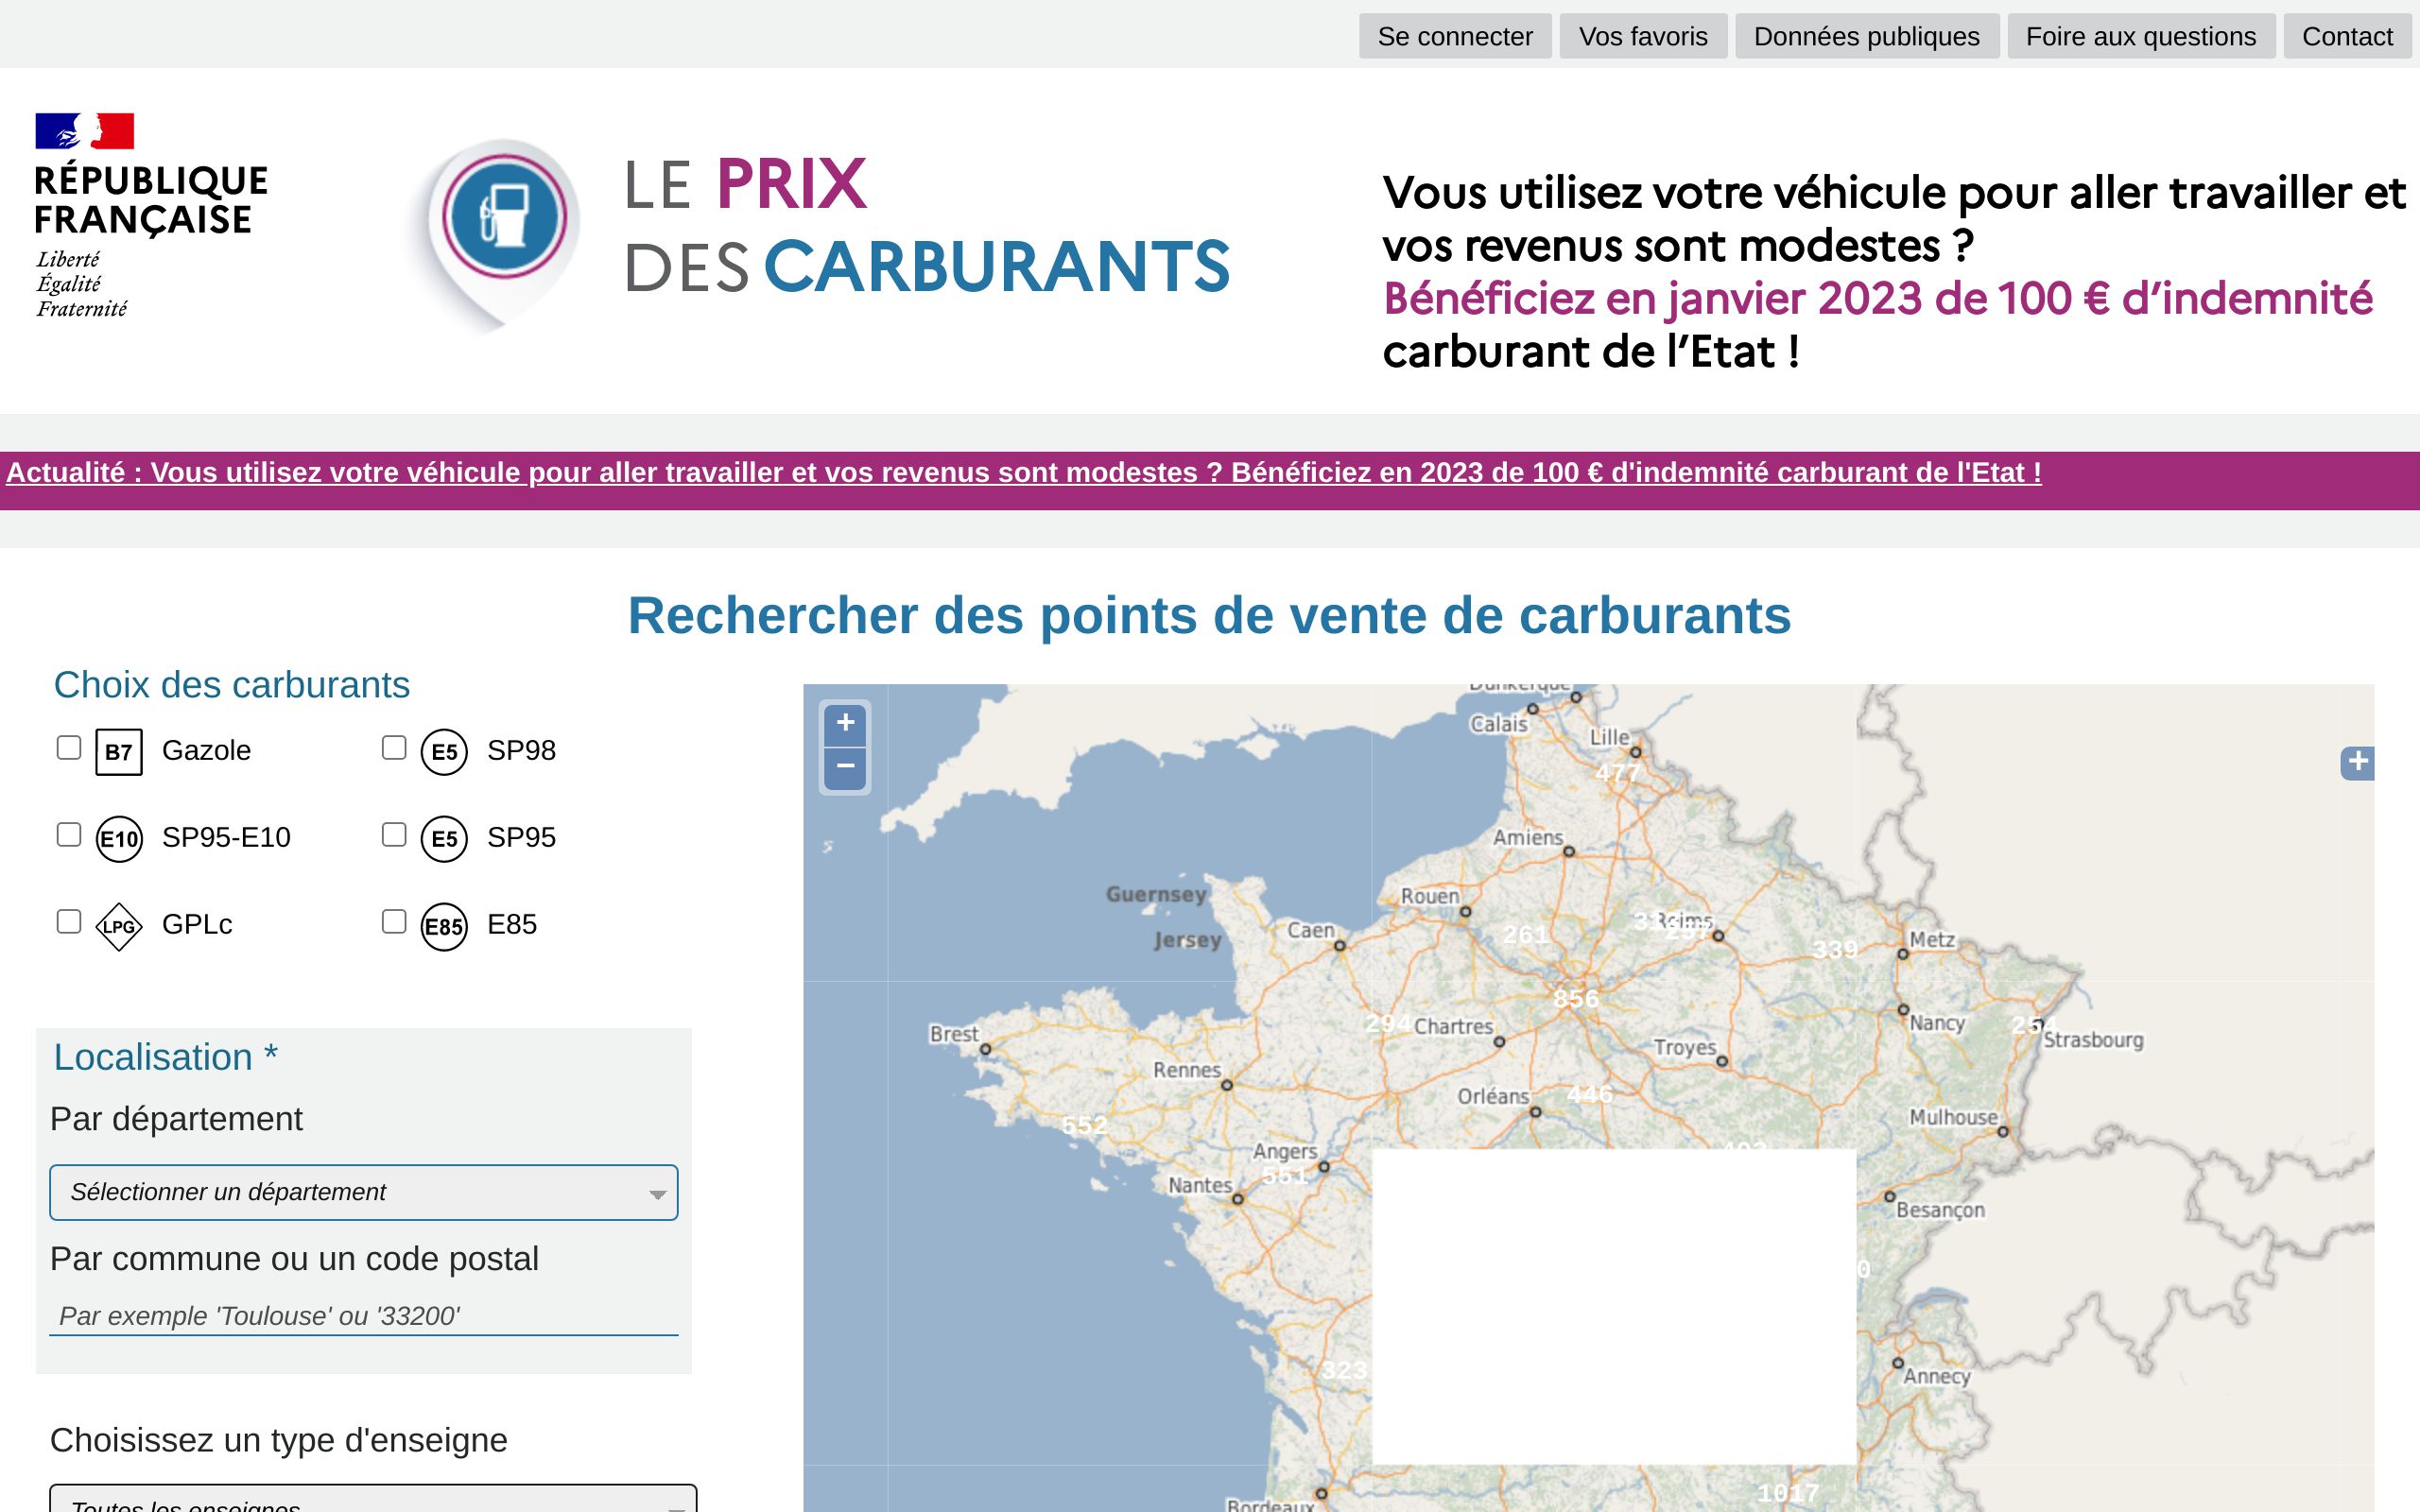 Se connecter
Vos favoris
Données publiques
Foire aux questions
Contact
RÉPUBLIQUE
FRANÇAISE
Liberté
Égalité
Fraternité
LE PRIX
DES CARBURANTS
Vous utilisez votre véhicule pour aller travailler et
vos revenus sont modestes ?
Bénéficiez en janvier 2023 de 100 € d’indemnité
carburant de l’Etat !
Actualité : Vous utilisez votre véhicule pour aller travailler et vos revenus sont modestes ? Bénéficiez en 2023 de 100 € d'indemnité carburant de l'Etat !
Rechercher des points de vente de carburants
Choix des carburants
B7 Gazole
E5 SP98
E10 SP95-E10
E5 SP95
LPG GPLc
E85 E85
Localisation *
Par département
Sélectionner un département
Par commune ou un code postal
Par exemple 'Toulouse' ou '33200'
Choisissez un type d'enseigne
Toutes les enseignes
+
−
+
Dunkerque
Calais
Lille
477
Amiens
Guernsey
Rouen
Reims
261
Jersey
Caen
339
Metz
856
294
Chartres
Nancy
Brest
Strasbourg
Troyes
Rennes
Orléans
446
552
Mulhouse
Angers
551
Nantes
Besançon
0
323
Annecy
1017
Bordeaux